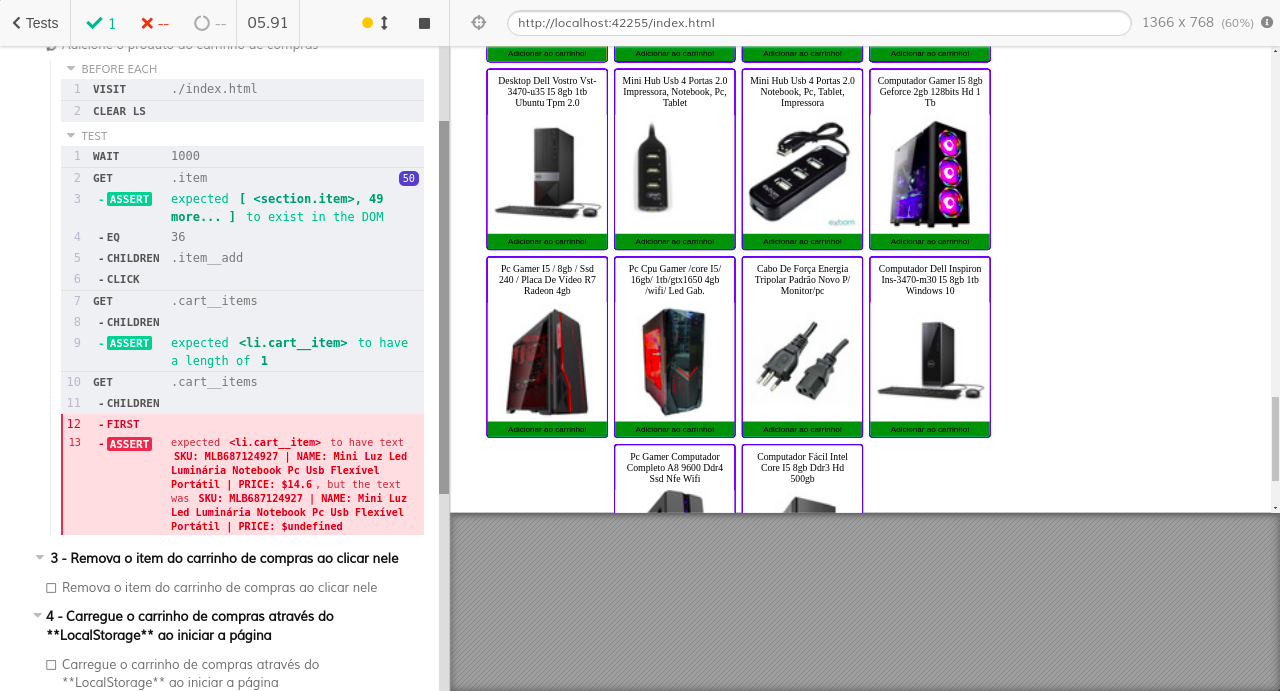 Tests
1
--
--
05.91
http://localhost:42255/index.html
1366 x 768 (60%)
Adicione o produto ao carrinho de compras
BEFORE EACH
1 VISIT ./index.html
2 CLEAR LS
TEST
1 WAIT 1000
2 GET .item 50
3 - ASSERT expected [ <section.item>, 49
more... ] to exist in the DOM
4 - EQ 36
5 - CHILDREN .item__add
6 - CLICK
7 GET .cart__items
8 - CHILDREN
9 - ASSERT expected <li.cart__item> to have
a length of 1
10 GET .cart__items
11 - CHILDREN
12 - FIRST
13 - ASSERT expected <li.cart__item> to have text
SKU: MLB687124927 | NAME: Mini Luz Led
Luminária Notebook Pc Usb Flexível
Portátil | PRICE: $14.6, but the text
was SKU: MLB687124927 | NAME: Mini Luz
Led Luminária Notebook Pc Usb Flexível
Portátil | PRICE: $undefined
3 - Remova o item do carrinho de compras ao clicar nele
Remova o item do carrinho de compras ao clicar nele
4 - Carregue o carrinho de compras através do
**LocalStorage** ao iniciar a página
Carregue o carrinho de compras através do
**LocalStorage** ao iniciar a página
Adicionar ao carrinho!
Adicionar ao carrinho!
Adicionar ao carrinho!
Adicionar ao carrinho!
Desktop Dell Vostro Vst-
3470-u35 I5 8gb 1tb
Ubuntu Tpm 2.0
Adicionar ao carrinho!
Mini Hub Usb 4 Portas 2.0
Impressora, Notebook, Pc,
Tablet
Adicionar ao carrinho!
Mini Hub Usb 4 Portas 2.0
Notebook, Pc, Tablet,
Impressora
exbom
Adicionar ao carrinho!
Computador Gamer I5 8gb
Geforce 2gb 128bits Hd 1
Tb
Adicionar ao carrinho!
Pc Gamer I5 / 8gb / Ssd
240 / Placa De Vídeo R7
Radeon 4gb
Adicionar ao carrinho!
Pc Cpu Gamer /core I5/
16gb/ 1tb/gtx1650 4gb
/wifi/ Led Gab.
Adicionar ao carrinho!
Cabo De Força Energia
Tripolar Padrão Novo P/
Monitor/pc
Adicionar ao carrinho!
Computador Dell Inspiron
Ins-3470-m30 I5 8gb 1tb
Windows 10
Adicionar ao carrinho!
Pc Gamer Computador
Completo A8 9600 Ddr4
Ssd Nfe Wifi
Computador Fácil Intel
Core I5 8gb Ddr3 Hd
500gb